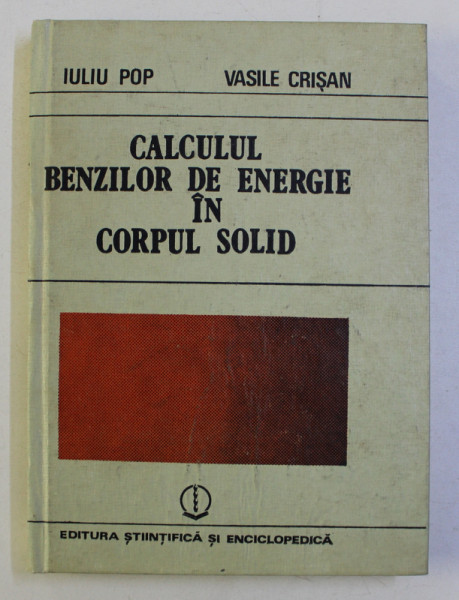 IULIU POP VASILE CRIŞAN
CALCULUL
BENZILOR DE ENERGIE
ÎN
CORPUL SOLID
EDITURA ŞTIINŢIFICĂ ŞI ENCICLOPEDICĂ